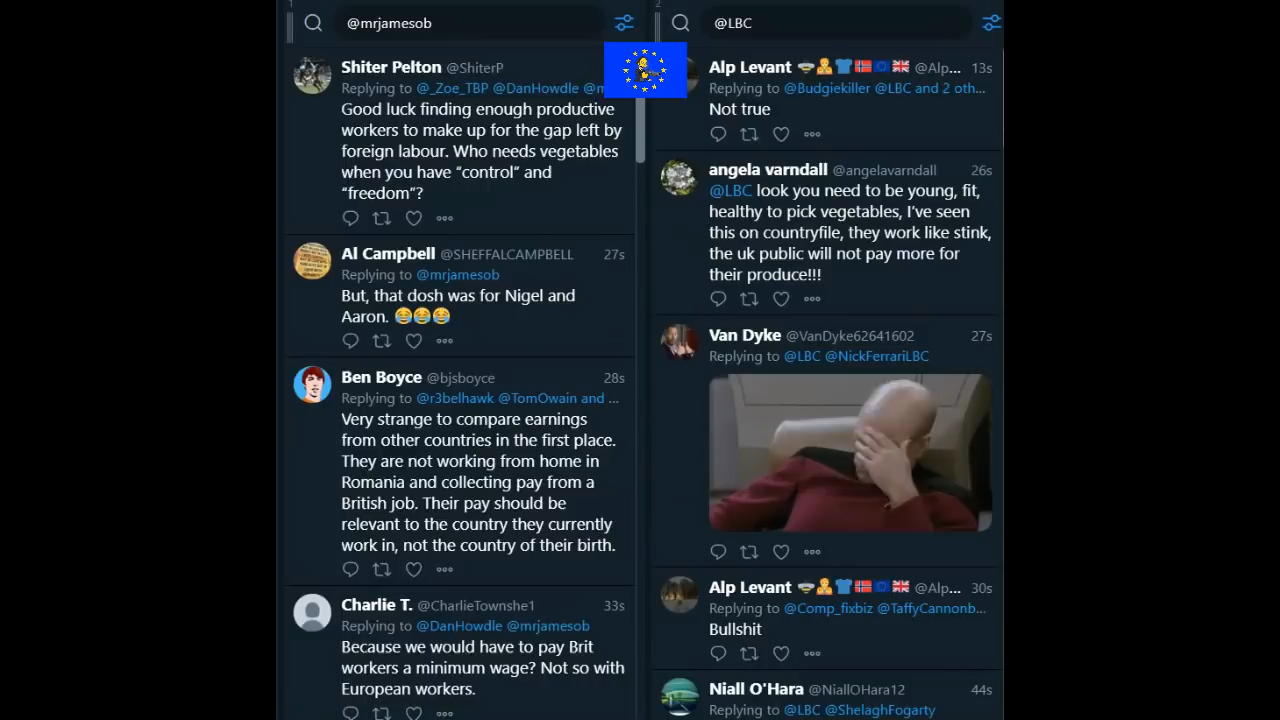 1
@mrjamesob
Shiter Pelton @ShiterP
Replying to @_Zoe_TBP @DanHowdle
Good luck finding enough productive
workers to make up for the gap left by
foreign labour. Who needs vegetables
when you have “control” and
“freedom”?
Al Campbell @SHEFFALCAMPBELL 27s
Replying to @mrjamesob
But, that dosh was for Nigel and
Aaron. 😂😂😂
Ben Boyce @bjsboyce 28s
Replying to @r3belhawk @TomOwain and ...
Very strange to compare earnings
from other countries in the first place.
They are not working from home in
Romania and collecting pay from a
British job. Their pay should be
relevant to the country they currently
work in, not the country of their birth.
Charlie T. @CharlieTownshe1 33s
Replying to @DanHowdle @mrjamesob
Because we would have to pay Brit
workers a minimum wage? Not so with
European workers.
2
@LBC
Alp Levant @Alp... 13s
Replying to @Budgiekiller @LBC and 2 oth...
Not true
angela varndall @angelavarndall 26s
@LBC look you need to be young, fit,
healthy to pick vegetables, I’ve seen
this on countryfile, they work like stink,
the uk public will not pay more for
their produce!!!
Van Dyke @VanDyke62641602 27s
Replying to @LBC @NickFerrariLBC
Alp Levant @Alp... 30s
Replying to @Comp_fixbiz @TaffyCannonb...
Bullshit
Niall O'Hara @NiallOHara12 44s
Replying to @LBC @ShelaghFogarty